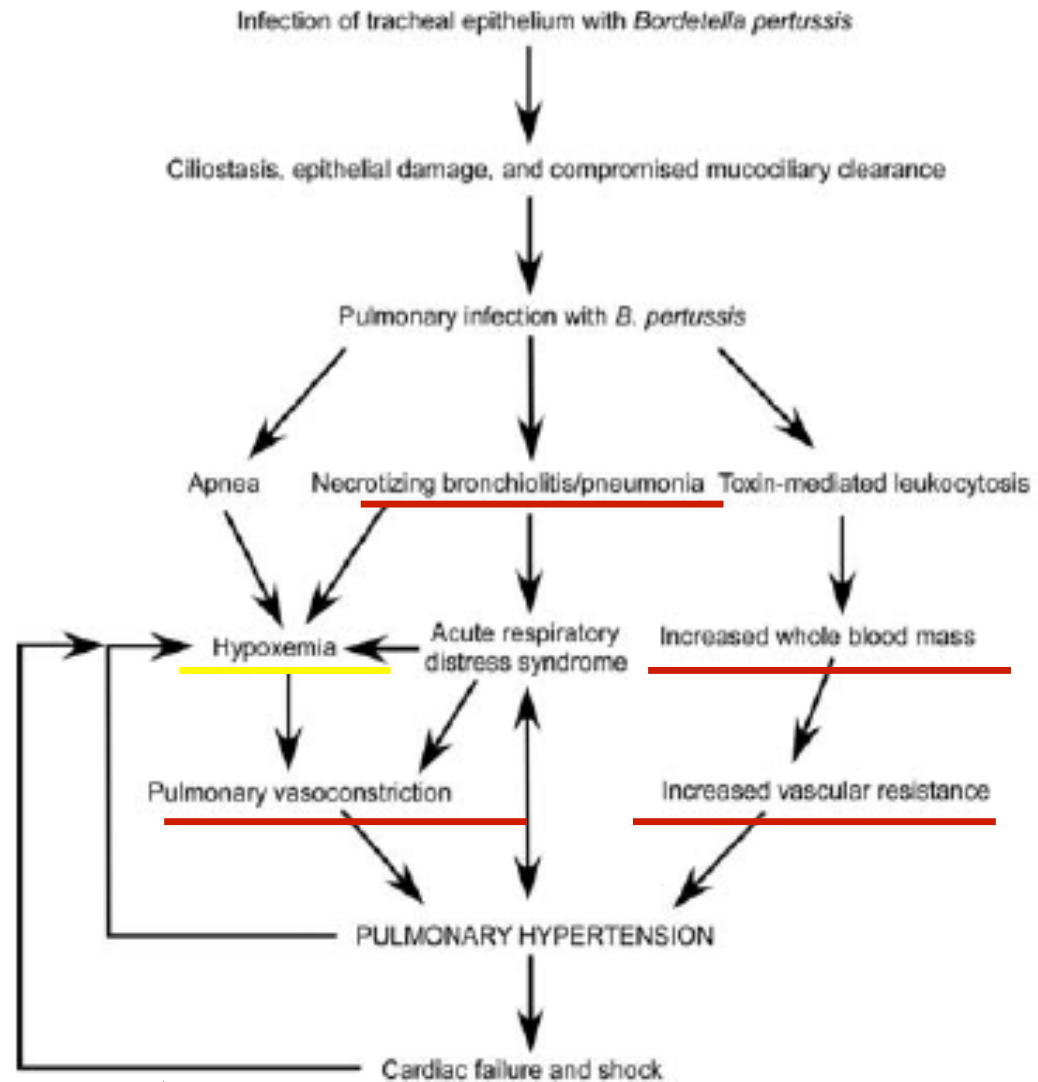 Infection of tracheal epithelium with Bordetella pertussis
Ciliostasis, epithelial damage, and compromised mucociliary clearance
Pulmonary infection with B. pertussis
Apnea
Necrotizing bronchiolitis/pneumonia
Toxin-mediated leukocytosis
Hypoxemia
Acute respiratory
distress syndrome
Increased whole blood mass
Pulmonary vasoconstriction
Increased vascular resistance
PULMONARY HYPERTENSION
Cardiac failure and shock